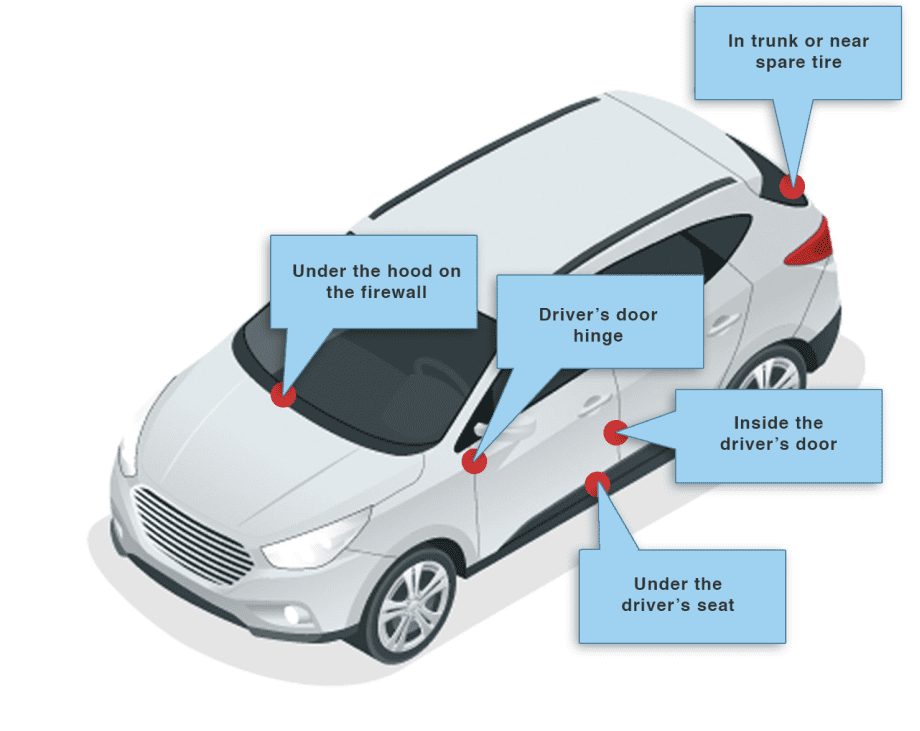 In trunk or near
spare tire
Under the hood on
the firewall
Driver’s door
hinge
Inside the
driver’s door
Under the
driver’s seat